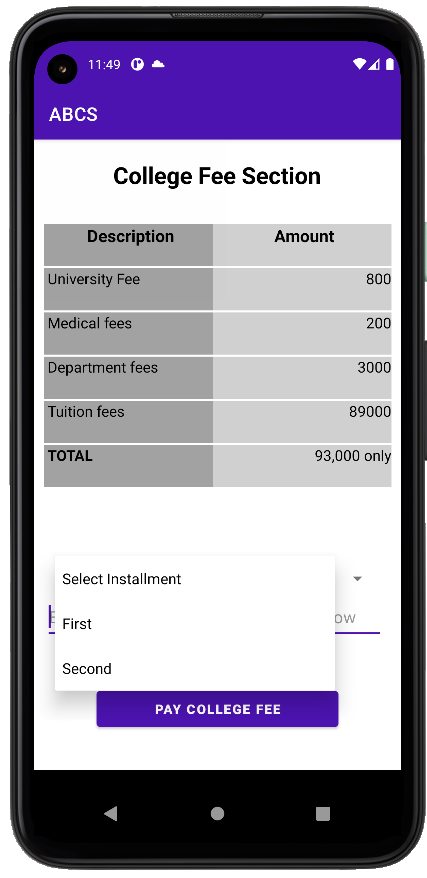 11:49
ABCS
College Fee Section
Description Amount
University Fee 800
Medical fees 200
Department fees 3000
Tuition fees 89000
TOTAL 93,000 only
Select Installment
First
Second
PAY COLLEGE FEE